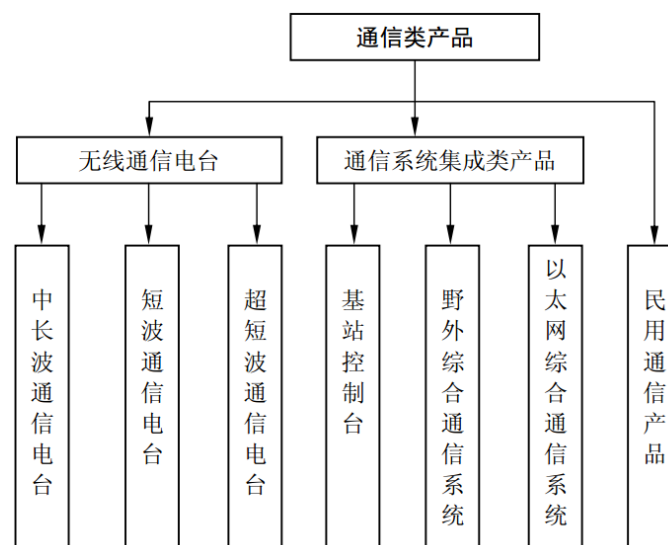 通信类产品
无线通信电台
通信系统集成类产品
中长波通信电台
短波通信电台
超短波通信电台
基站控制台
野外综合通信系统
以太网综合通信系统
民用通信产品